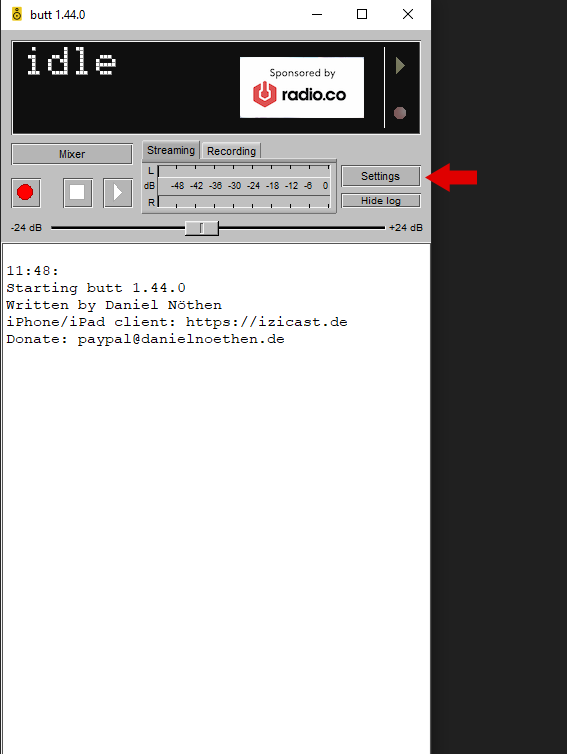 butt 1.44.0
idle
Sponsored by
radio.co
Mixer
Streaming
Recording
L
dB -48 -42 -36 -30 -24 -18 -12 -6 0
R
Settings
Hide log
-24 dB
+24 dB
11:48:
Starting butt 1.44.0
Written by Daniel Nöthen
iPhone/iPad client: https://izicast.de
Donate: paypal@danielnoethen.de